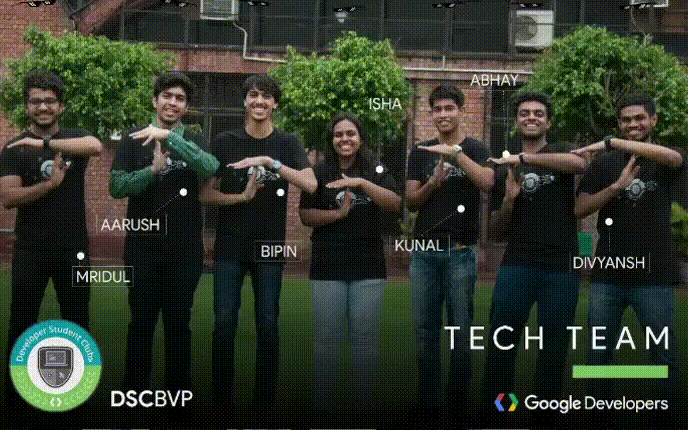 ABHAY
ISHA
AARUSH
BIPIN
KUNAL
MRIDUL
DIVYANSH
TECH TEAM
Developer Student Clubs
DSCBVP
Google Developers